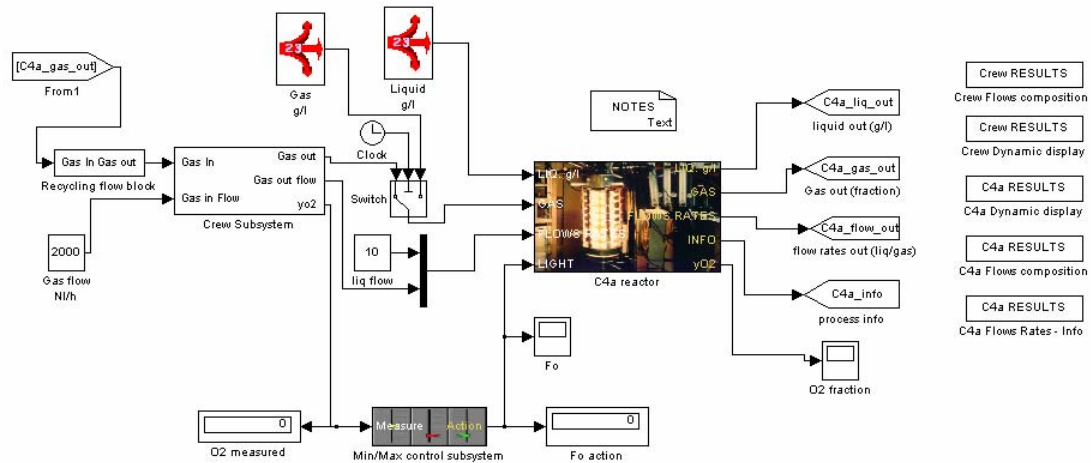 [C4a_gas_out]
From1
23
Gas
g/l
23
Liquid
g/l
NOTES
Text
C4a_liq_out
liquid out (g/l)
Crew RESULTS
Crew Flows composition
Gas In Gas out
Recycling flow block
Gas In
Gas in Flow
Gas out
Gas out flow
yo2
Crew Subsystem
Clock
Switch
LIQ. g/l
GAS
FLOWS RATES
LIGHT
LIQ. g/l
GAS
FLOWS RATES
INFO
yO2
C4a reactor
C4a_gas_out
Gas out (fraction)
Crew RESULTS
Crew Dynamic display
2000
Gas flow
Nl/h
10
liq flow
C4a_flow_out
flow rates out (liq/gas)
C4a RESULTS
C4a Dynamic display
C4a_info
process info
C4a RESULTS
C4a Flows composition
Fo
O2 fraction
C4a RESULTS
C4a Flows Rates - Info
0
O2 measured
Measure
Action
Min/Max control subsystem
0
Fo action